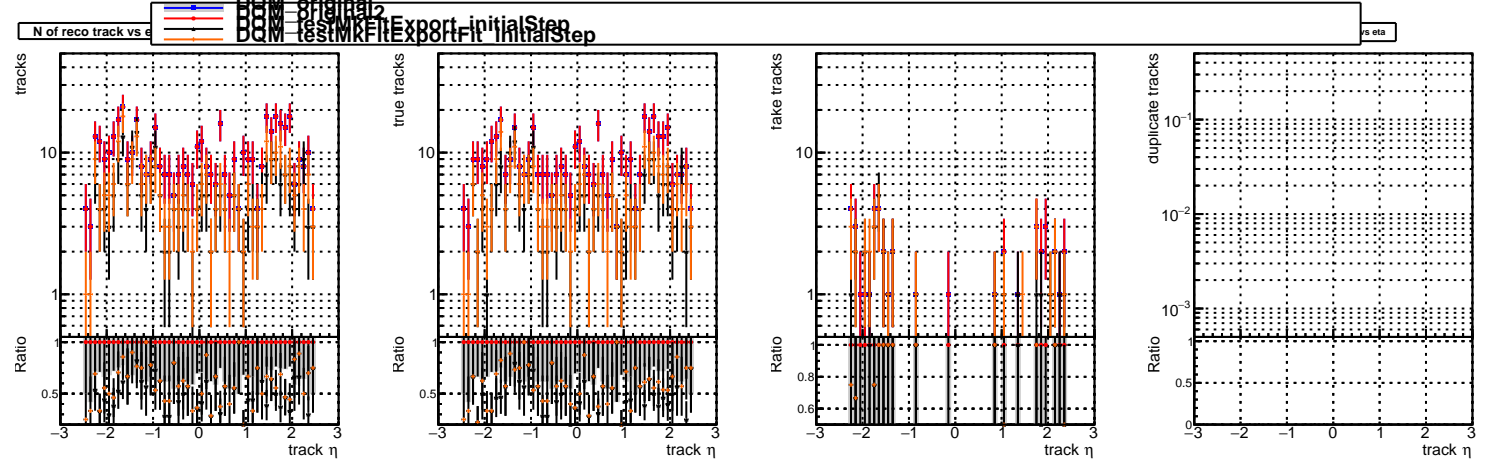 DQM_original
DQM_original2
DQM_testMkFitExport_initialStep
DQM_testMkFitExportFit_initialStep
N of reco track vs e
vs eta
tracks
10
1
Ratio
1
0.5
−3 −2 −1 0 1 2 3
track η
true tracks
10
1
Ratio
1
0.5
−3 −2 −1 0 1 2 3
track η
fake tracks
10
1
Ratio
1
0.8
0.6
−3 −2 −1 0 1 2 3
track η
duplicate tracks
10−1
10−2
10−3
Ratio
1
0.5
0
−3 −2 −1 0 1 2 3
track η